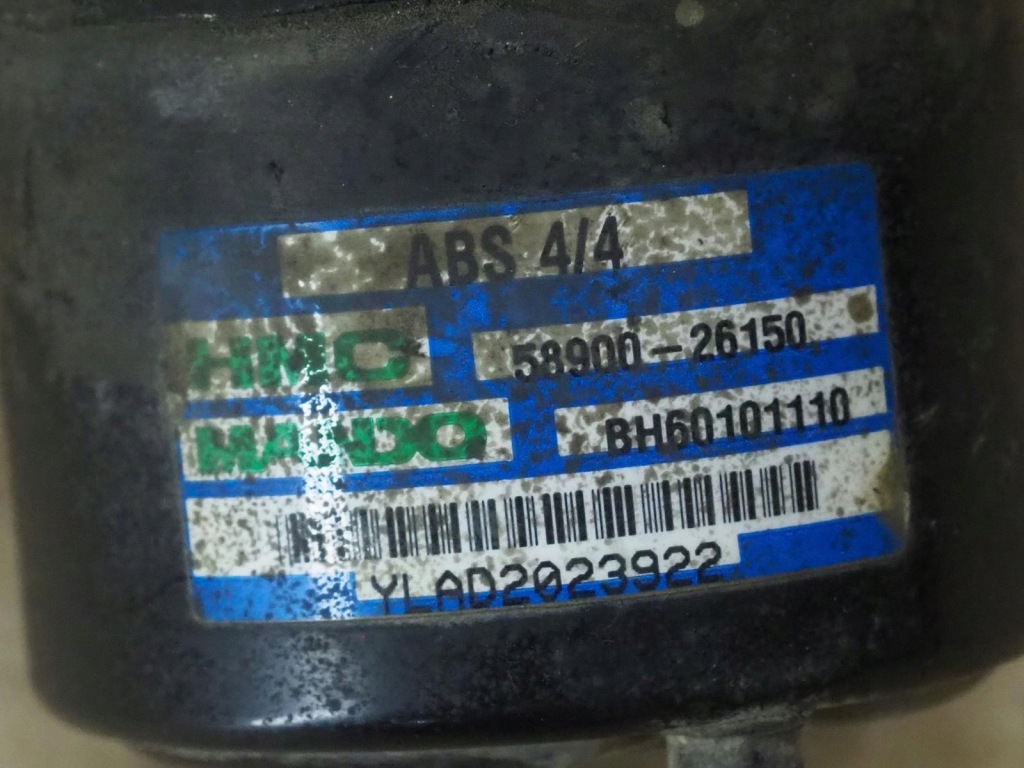 ABS 4/4
HMC 58900-26150
MANDO BH60101110
YLAD2023922